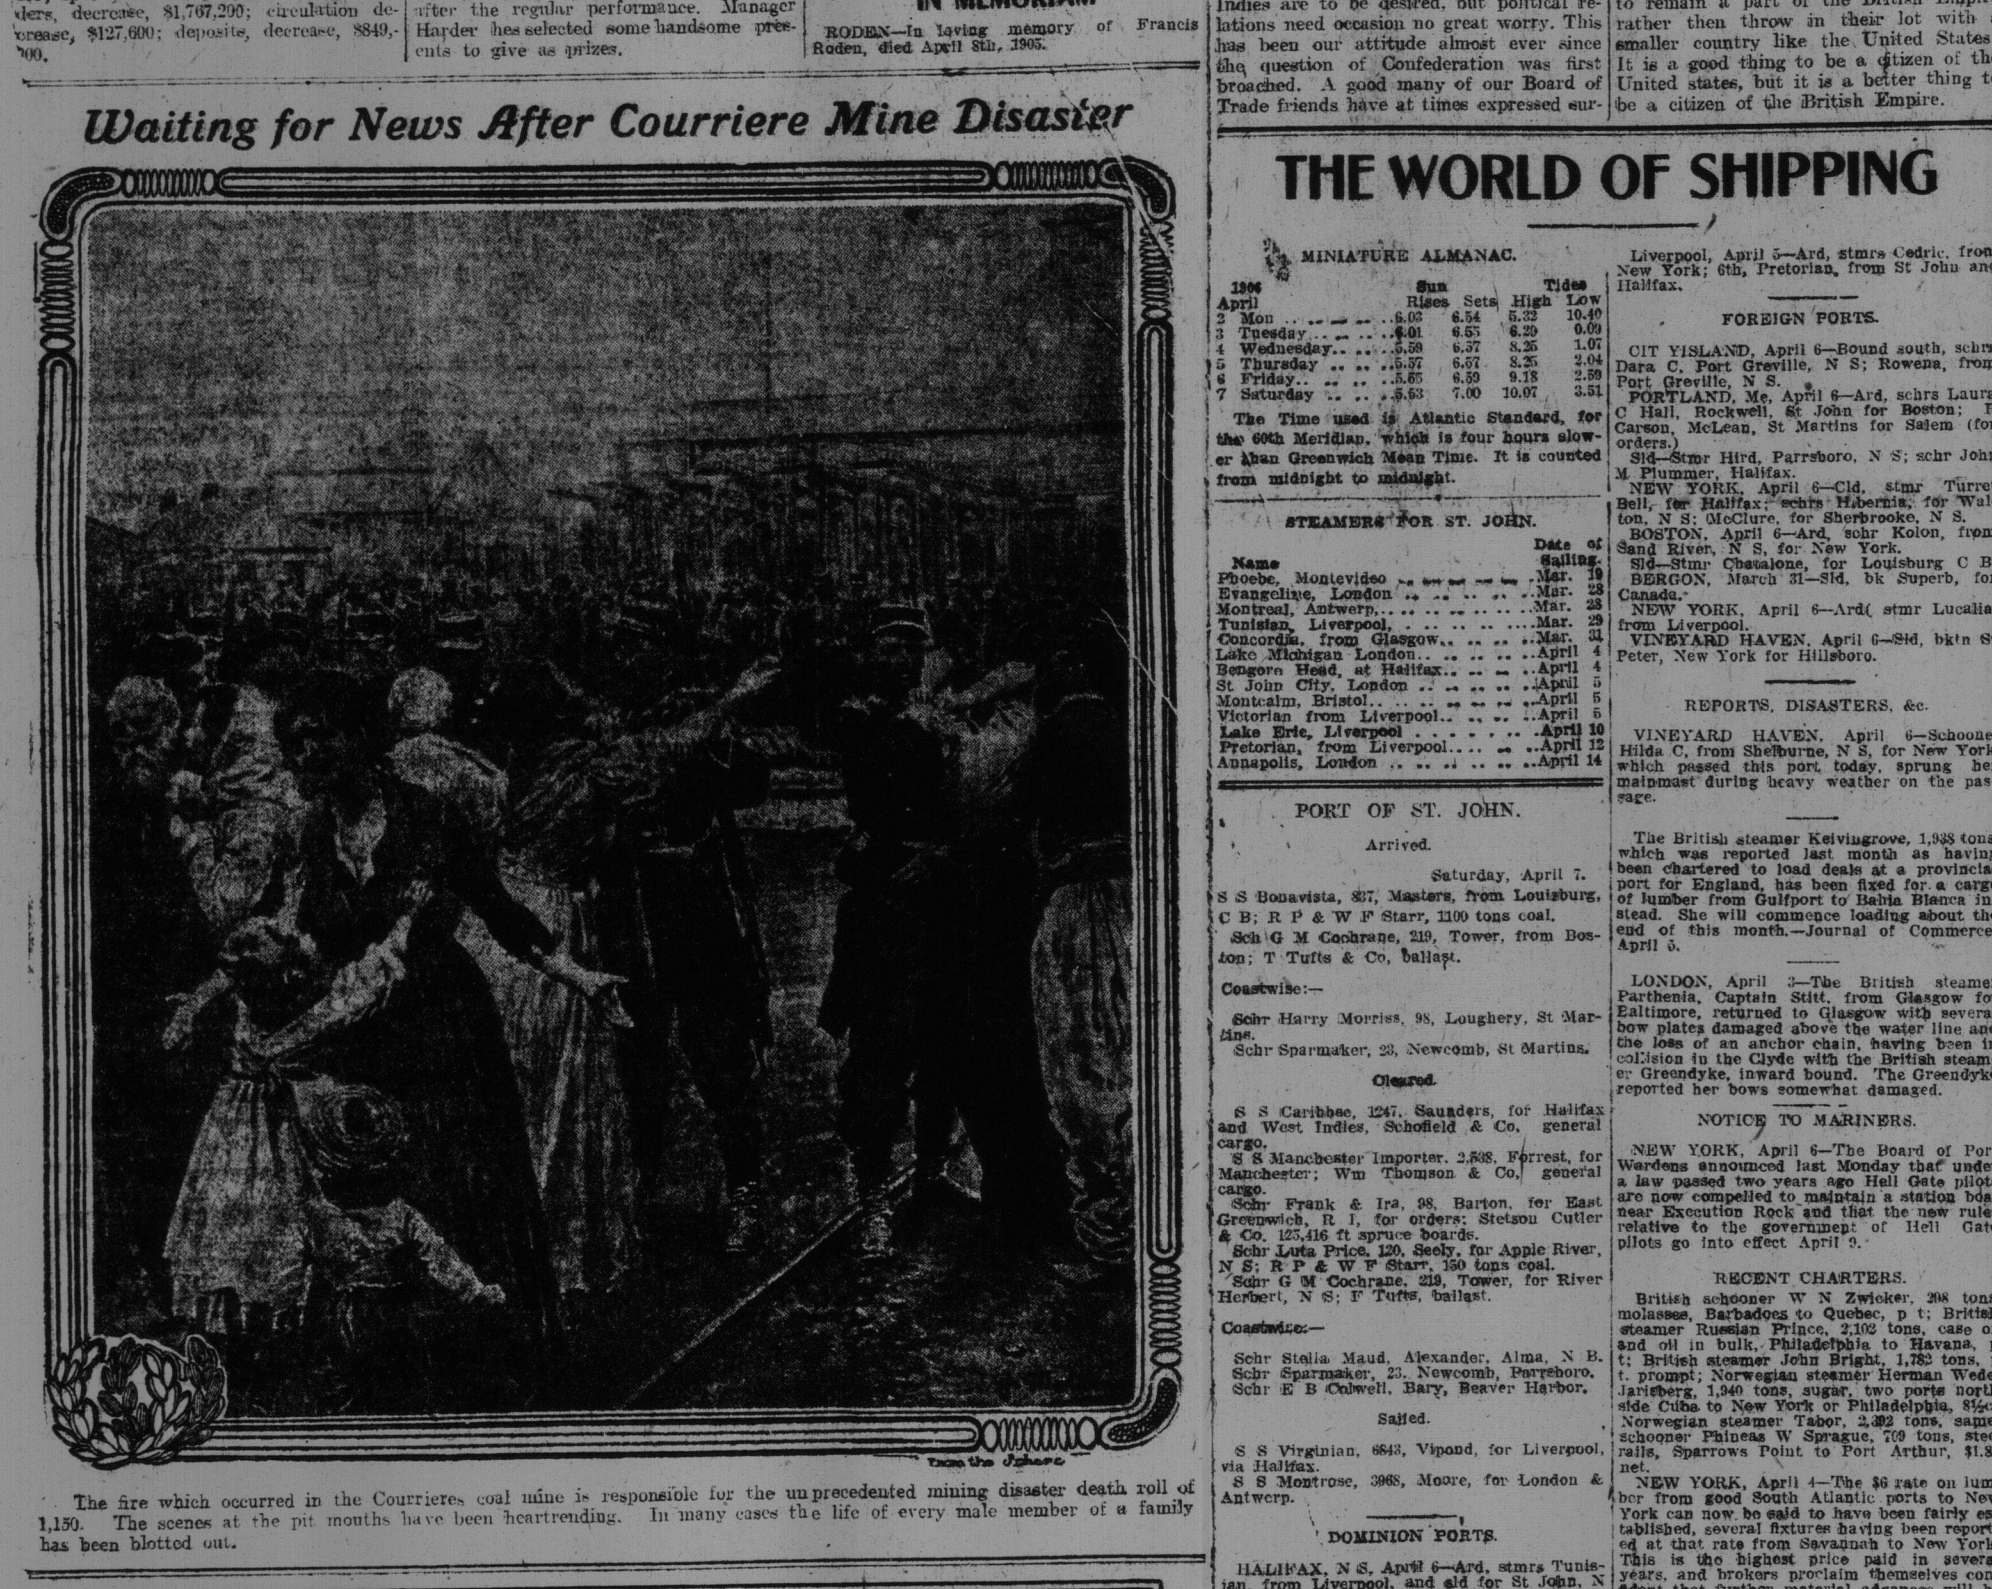 ders, decrease, $1,767,200; circulation de-
crease, $127,600; deposits, decrease, $849,-
after the regular performance. Manager
Harder hes selected some handsome pres-
ents to give as prizes.
IN MEMORIAM
RODEN—In loving memory of Francis
Roden, died April 8th, 1905.
Waiting for News After Courriere Mine Disaster
From the Sphere
The fire which occurred in the Courrieres coal mine is responsible for the unprecedented mining disaster death roll of
1,150. The scenes at the pit mouths have been heartrending. In many cases the life of every male member of a family
has been blotted out.
Indies are to be desired, but political re-
lations need occasion no great worry. This
has been our attitude almost ever since
the question of Confederation was first
broached. A good many of our Board of
Trade friends have at times expressed sur-
to remain a part of the British
rather then throw in their lot with
smaller country like the United States
It is a good thing to be a citizen of
United states, but it is a better thing
be a citizen of the British Empire.
THE WORLD OF SHIPPING
MINIATURE ALMANAC.
1906 Sun Tides
April Rises Sets High Low
2 Mon .. .. .. .. ..6.03 6.54 5.32 10.40
3 Tuesday.. .. .. ..6.01 6.55 6.29 0.09
4 Wednesday.. .. ..5.59 6.57 8.25 1.07
5 Thursday .. .. ..5.57 6.57 8.25 2.04
6 Friday.. .. .. ..5.55 6.59 9.18 2.59
7 Saturday .. .. ..5.53 7.00 10.07 3.51
The Time used is Atlantic Standard, for
the 60th Meridian, which is four hours slow-
er than Greenwich Mean Time. It is counted
from midnight to midnight.
STEAMERS FOR ST. JOHN.
Date of
Name Sailing.
Phoebe, Montevideo .. .. .. .. ..Mar. 19
Evangeline, London .. .. .. .. ..Mar. 28
Montreal, Antwerp,.. .. .. .. ..Mar. 28
Tunisian, Liverpool, .. .. .. ..Mar. 29
Concordia, from Glasgow.. .. .. ..Mar. 31
Lake Michigan London.. .. .. .. ..April 4
Bengore Head, at Halifax.. .. .. ..April 4
St John City, London .. .. .. ..April 5
Montcalm, Bristol.. .. .. .. .. ..April 5
Victorian from Liverpool.. .. .. ..April 5
Lake Erie, Liverpool . . . . . . .April 10
Pretorian, from Liverpool.. .. .. ..April 12
Annapolis, London .. .. .. .. .. ..April 14
PORT OF ST. JOHN.
Arrived.
Saturday, April 7.
S S Bonavista, 837, Masters, from Louisburg,
C B; R P & W F Starr, 1100 tons coal.
Sch G M Cochrane, 219, Tower, from Bos-
ton; T Tufts & Co, ballast.
Coastwise:—
Schr Harry Morriss, 98, Loughery, St Mar-
tins.
Schr Sparmaker, 23, Newcomb, St Martins.
Cleared.
S S Caribbee, 1247, Saunders, for Halifax
and West Indies, Schofield & Co, general
cargo.
S S Manchester Importer, 2,538, Forrest, for
Manchester; Wm Thomson & Co, general
cargo.
Schr Frank & Ira, 98, Barton, for East
Greenwich, R I, for orders; Stetson Cutler
& Co. 125,416 ft spruce boards.
Schr Luta Price, 120, Seely, for Apple River,
N S; R P & W F Starr, 150 tons coal.
Schr G M Cochrane, 219, Tower, for River
Herbert, N S; F Tufts, ballast.
Coastwise:—
Schr Stella Maud, Alexander, Alma, N B.
Schr Sparmaker, 23, Newcomb, Parrsboro.
Schr E B Colwell, Bary, Beaver Harbor.
Sailed.
S S Virginian, 6843, Vipond, for Liverpool,
via Halifax.
S S Montrose, 3968, Moore, for London &
Antwerp.
DOMINION PORTS.
HALIFAX, N S, April 6—Ard, stmrs Tunis-
ian, from Liverpool, and sld for St John, N
Liverpool, April 5—Ard, stmrs Cedric, from
New York; 6th, Pretorian, from St John and
Halifax.
FOREIGN PORTS.
CIT YISLAND, April 6—Bound south, schrs
Dara C, Port Greville, N S; Rowena, from
Port Greville, N S.
PORTLAND, Me, April 6—Ard, schrs Laura
C Hall, Rockwell, St John for Boston;
Carson, McLean, St Martins for Salem (for
orders.)
Sld—Stmr Hird, Parrsboro, N S; schr John
M Plummer, Halifax.
NEW YORK, April 6—Cld, stmr Turret
Bell, for Halifax; schrs Hibernia, for Wal-
ton, N S; McClure, for Sherbrooke, N S.
BOSTON, April 6—Ard, schr Kolon, from
Sand River, N S, for New York.
Sld—Stmr Chatalone, for Louisburg C B
BERGON, March 31—Sld, bk Superb, for
Canada.
NEW YORK, April 6—Ard( stmr Lucalia
from Liverpool.
VINEYARD HAVEN, April 6—Sld, bktn St
Peter, New York for Hillsboro.
REPORTS, DISASTERS, &c.
VINEYARD HAVEN, April 6—Schooner
Hilda C, from Shelburne, N S, for New York
which passed this port today, sprung her
mainmast during heavy weather on the pas-
sage.
The British steamer Kelvingrove, 1,938 tons
which was reported last month as having
been chartered to load deals at a provincial
port for England, has been fixed for a cargo
of lumber from Gulfport to Bahia Blanca in-
stead. She will commence loading about the
end of this month.—Journal of Commerce
April 5.
LONDON, April 3—The British steamer
Parthenia, Captain Stitt, from Glasgow for
Baltimore, returned to Glasgow with several
bow plates damaged above the water line and
the loss of an anchor chain, having been in
collision in the Clyde with the British steam-
er Greendyke, inward bound. The Greendyke
reported her bows somewhat damaged.
NOTICE TO MARINERS.
NEW YORK, April 6—The Board of Port
Wardens announced last Monday that under
a law passed two years ago Hell Gate pilots
are now compelled to maintain a station boat
near Execution Rock and that the new rules
relative to the government of Hell Gate
pilots go into effect April 9.
RECENT CHARTERS.
British schooner W N Zwicker, 298 tons
molasses, Barbadoes to Quebec, p t; British
steamer Russian Prince, 2,102 tons, case oil
and oil in bulk, Philadelphia to Havana, p
t; British steamer John Bright, 1,782 tons,
t. prompt; Norwegian steamer Herman Wedel
Jarlsberg, 1,940 tons, sugar, two ports north
side Cuba to New York or Philadelphia, 8½c
Norwegian steamer Tabor, 2,392 tons, same
schooner Phineas W Sprague, 709 tons, steel
rails, Sparrows Point to Port Arthur,
net.
NEW YORK, April 4—The $6 rate on lum-
ber from good South Atlantic ports to New
York can now be said to have been fairly es-
tablished, several fixtures having been report-
ed at that rate from Savannah to New York
This is the highest price paid in several
years, and brokers proclaim themselves con-